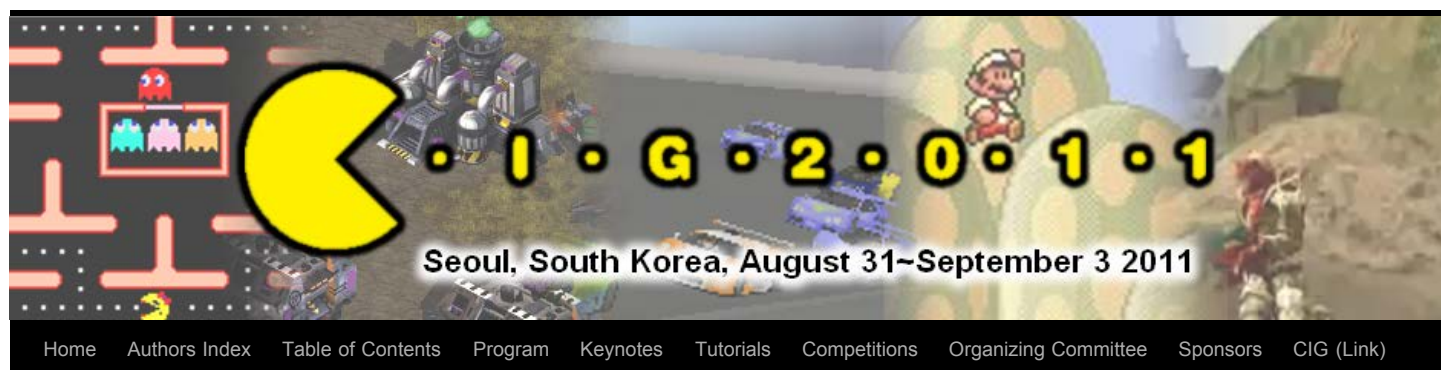 · I · G · 2 · 0 · 1 · 1
Seoul, South Korea, August 31~September 3 2011
Home Authors Index Table of Contents Program Keynotes Tutorials Competitions Organizing Committee Sponsors CIG (Link)